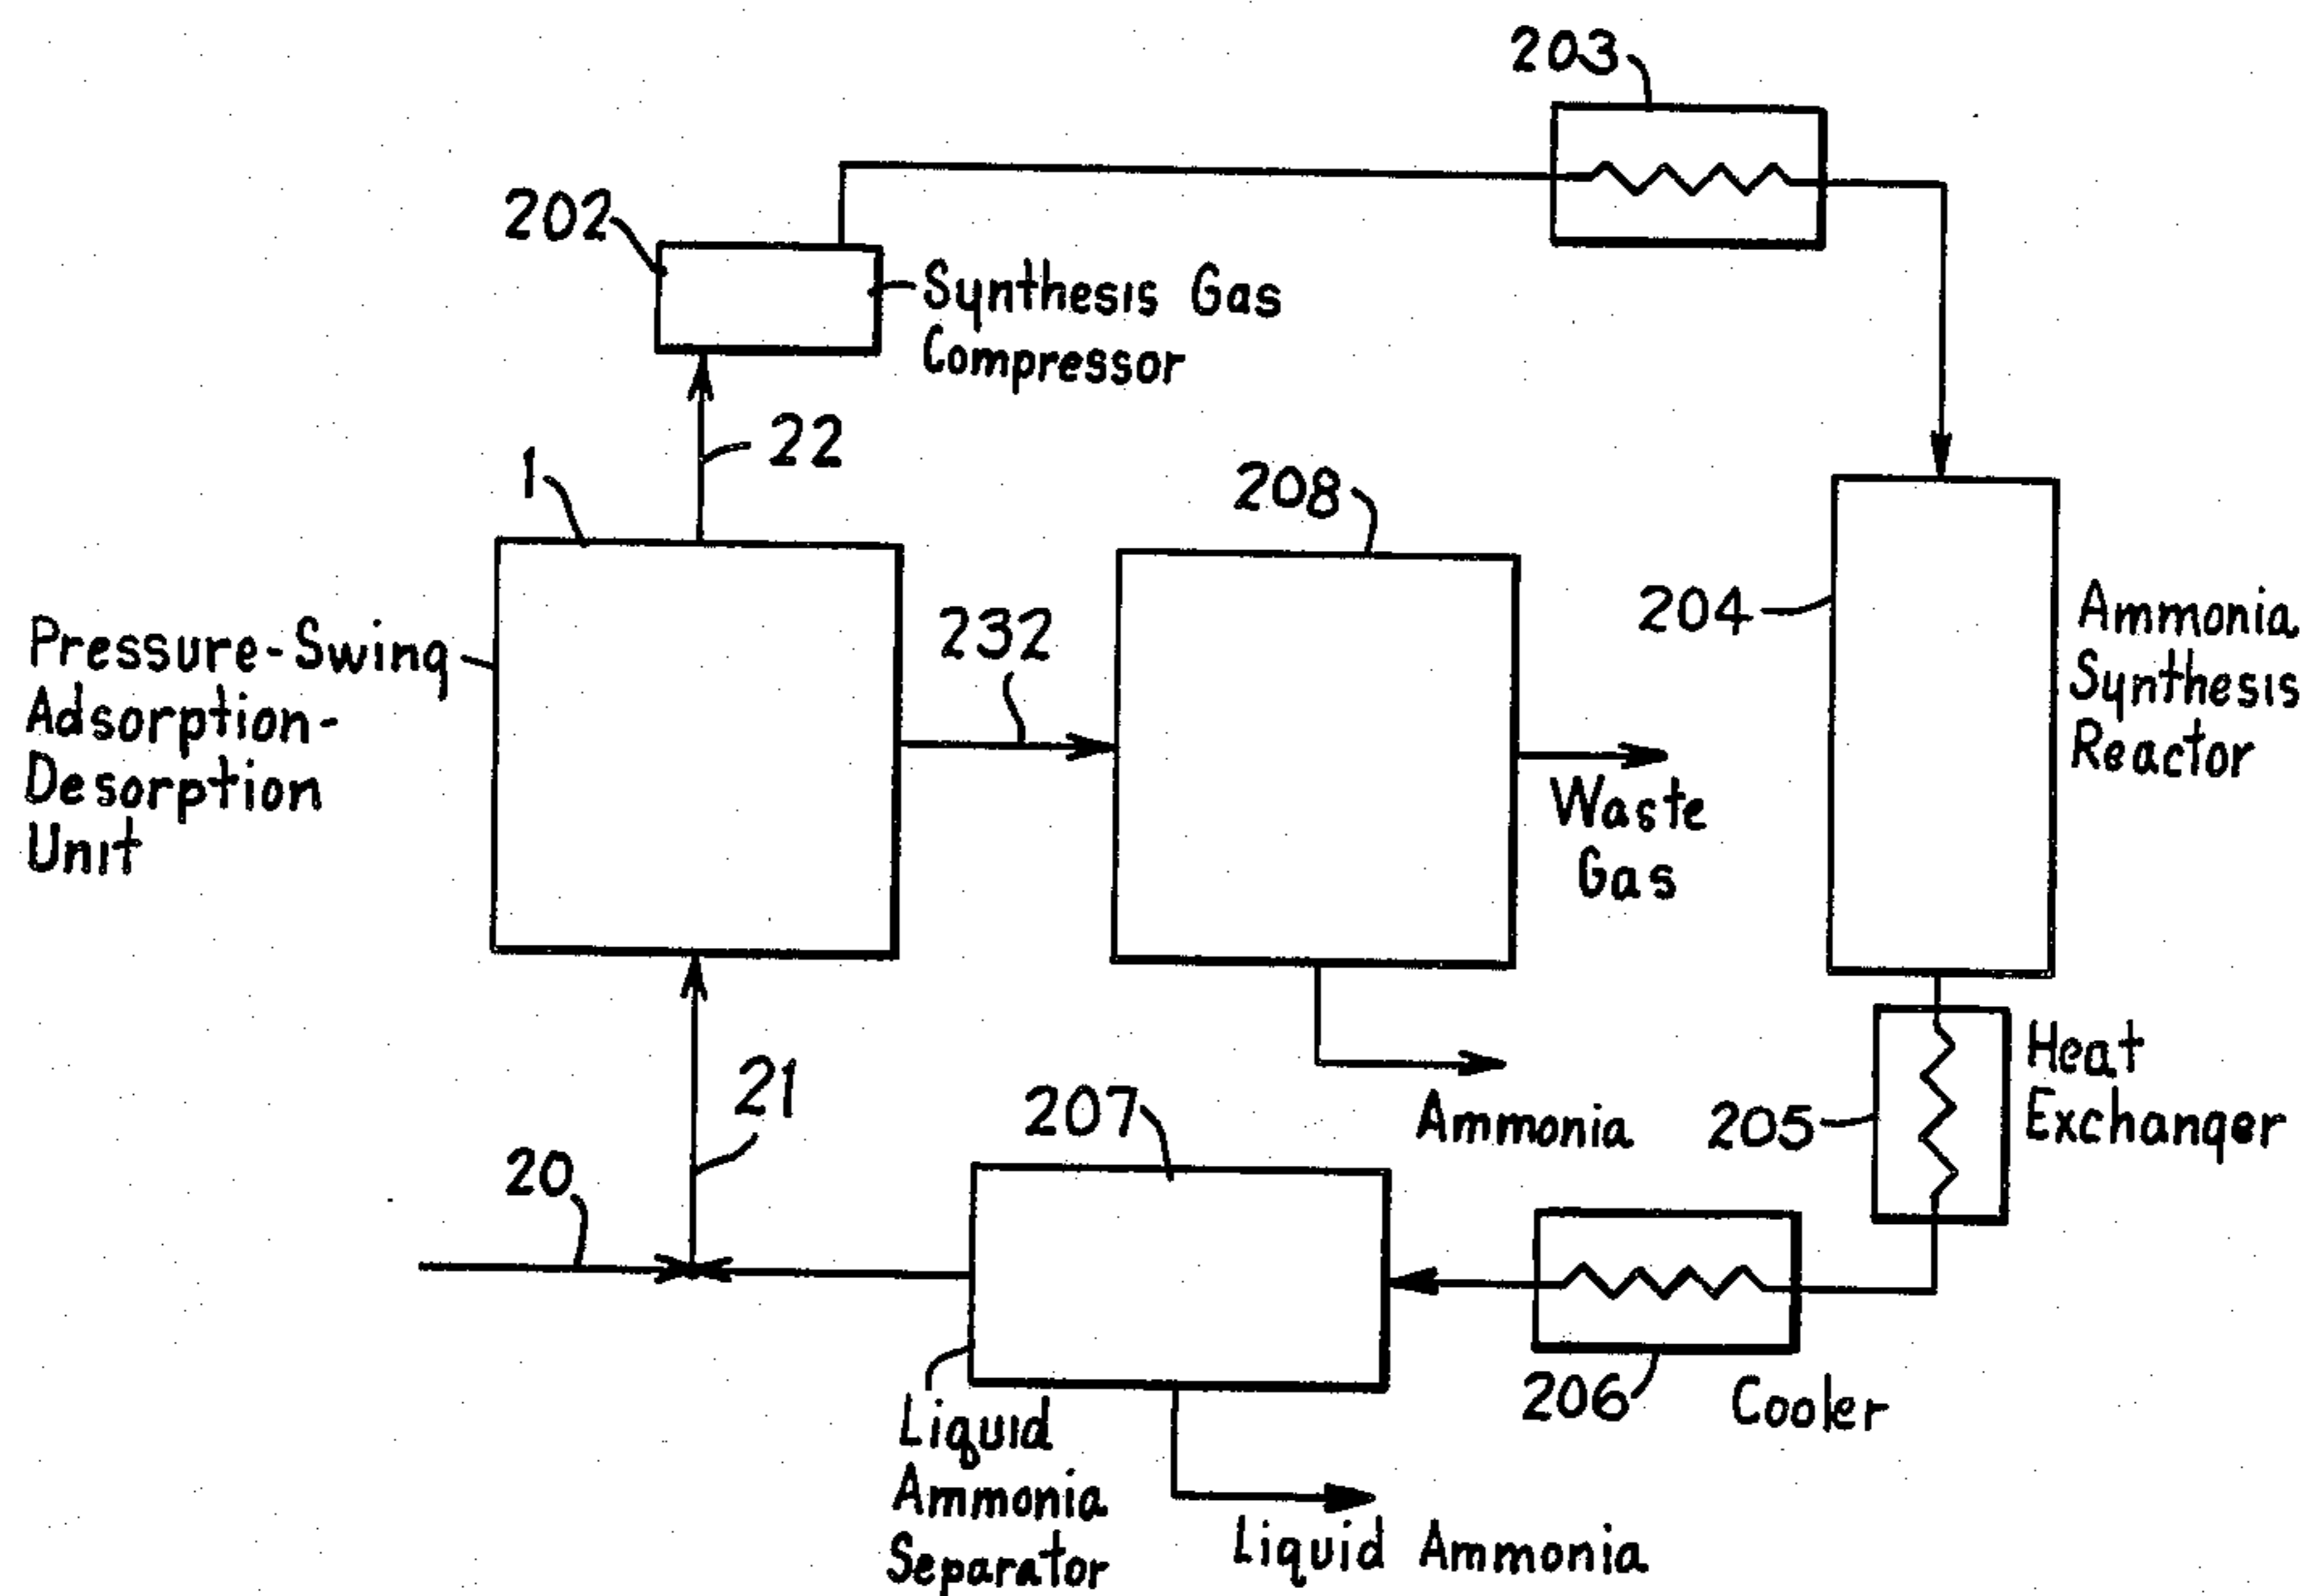 203
202
Synthesis Gas
Compressor
22
1
208
204
Ammonia
Synthesis
Reactor
Pressure-Swing
Adsorption-
Desorption
Unit
232
Waste
Gas
21
207
Ammonia
205
Heat
Exchanger
20
206
Cooler
Liquid
Ammonia
Separator
Liquid Ammonia